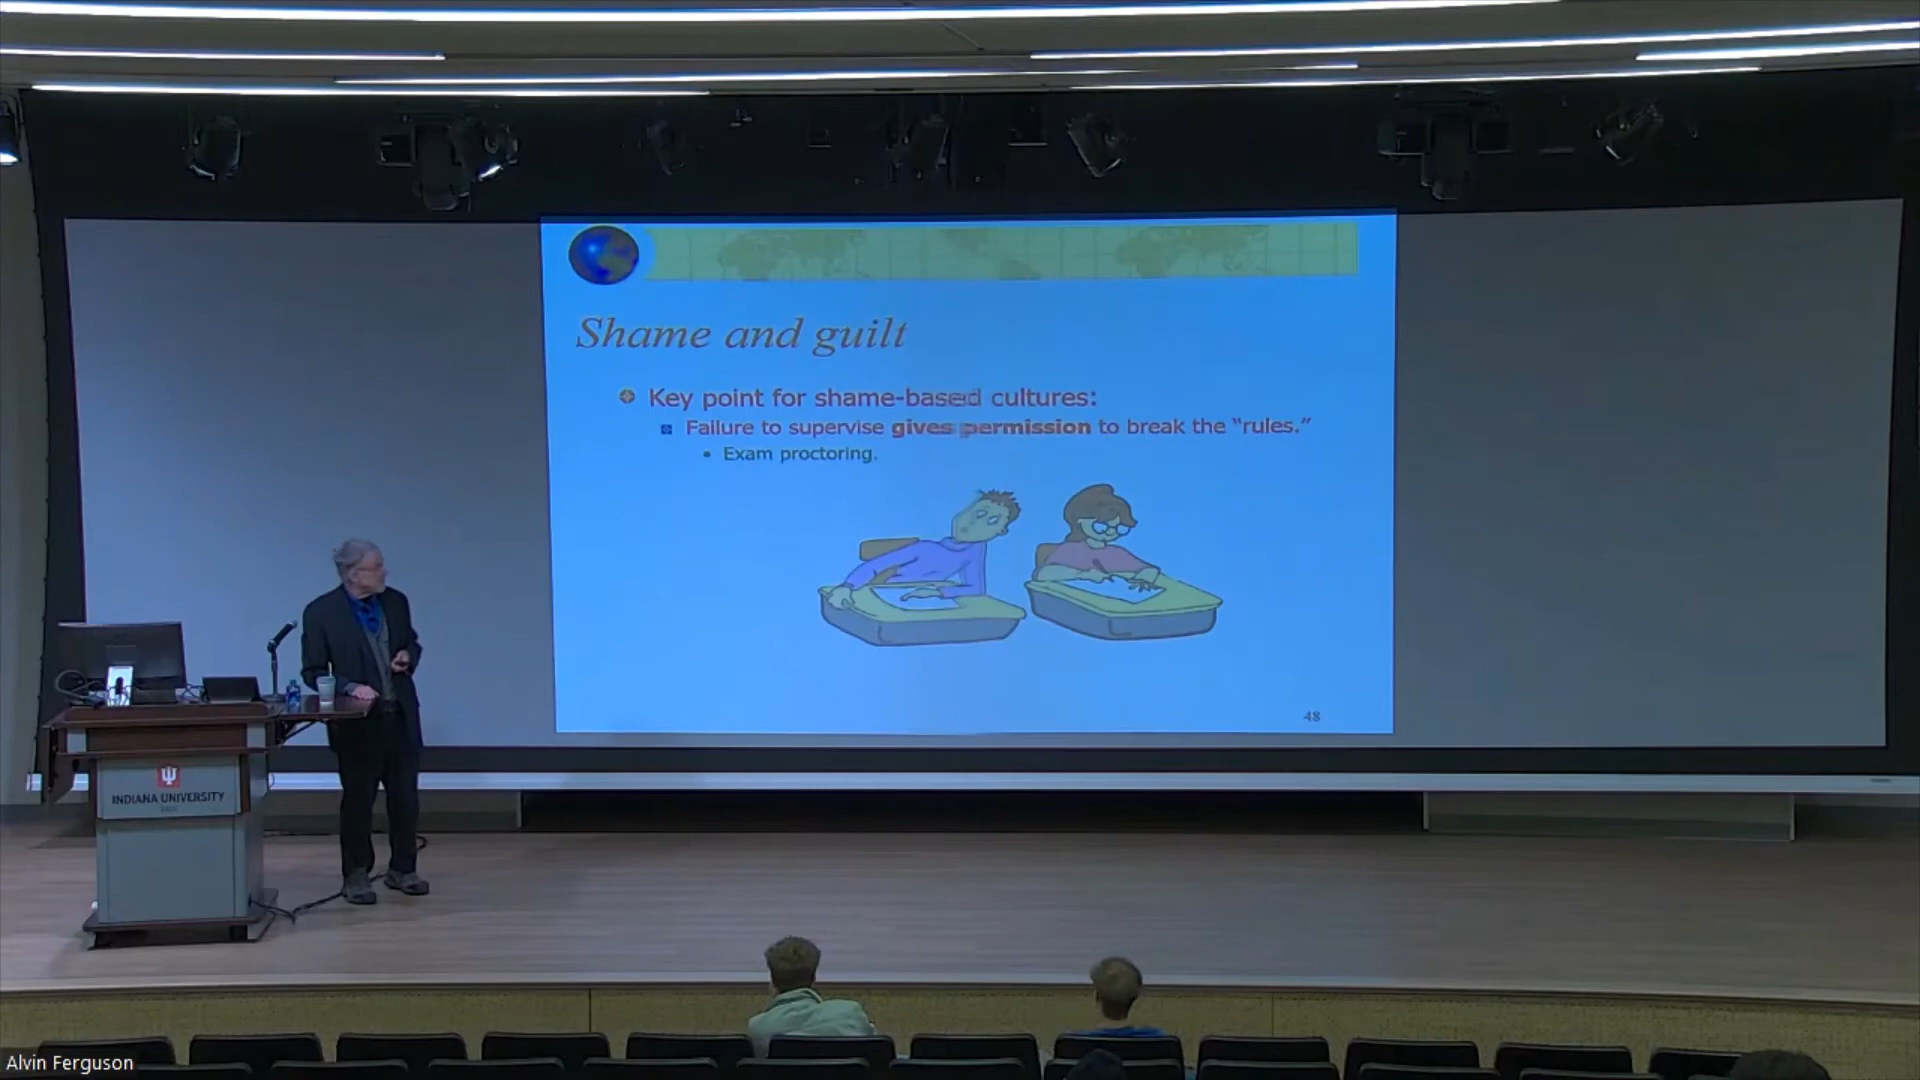 Shame and guilt
Key point for shame-based cultures:
Failure to supervise gives permission to break the “rules.”
Exam proctoring.
48
INDIANA UNIVERSITY
Alvin Ferguson